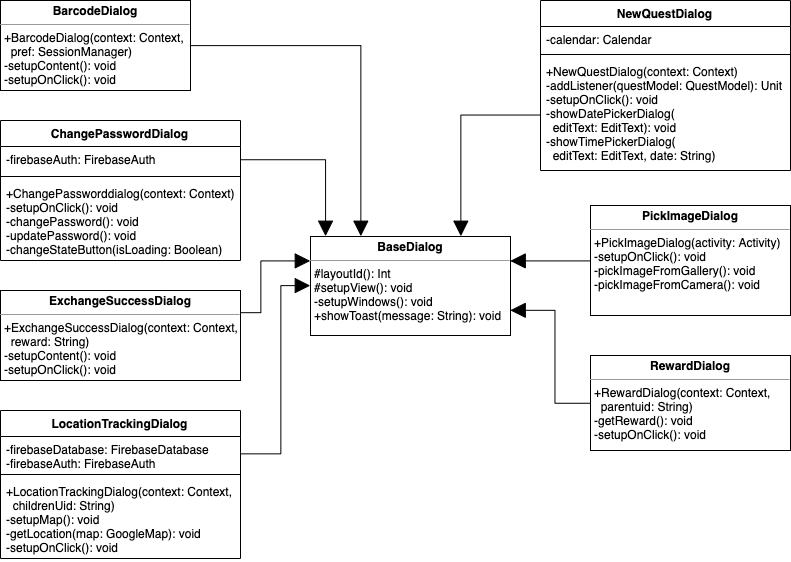 BarcodeDialog
+BarcodeDialog(context: Context,
pref: SessionManager)
-setupContent(): void
-setupOnClick(): void
NewQuestDialog
-calendar: Calendar
+NewQuestDialog(context: Context)
-addListener(questModel: QuestModel): Unit
-setupOnClick(): void
-showDatePickerDialog(
editText: EditText): void
-showTimePickerDialog(
editText: EditText, date: String)
ChangePasswordDialog
-firebaseAuth: FirebaseAuth
+ChangePassworddialog(context: Context)
-setupOnClick(): void
-changePassword(): void
-updatePassword(): void
-changeStateButton(isLoading: Boolean)
BaseDialog
#layoutId(): Int
#setupView(): void
-setupWindows(): void
+showToast(message: String): void
PickImageDialog
+PickImageDialog(activity: Activity)
-setupOnClick(): void
-pickImageFromGallery(): void
-pickImageFromCamera(): void
ExchangeSuccessDialog
+ExchangeSuccessDialog(context: Context,
reward: String)
-setupContent(): void
-setupOnClick(): void
RewardDialog
+RewardDialog(context: Context,
parentuid: String)
-getReward(): void
-setupOnClick(): void
LocationTrackingDialog
-firebaseDatabase: FirebaseDatabase
-firebaseAuth: FirebaseAuth
+LocationTrackingDialog(context: Context,
childrenUid: String)
-setupMap(): void
-getLocation(map: GoogleMap): void
-setupOnClick(): void